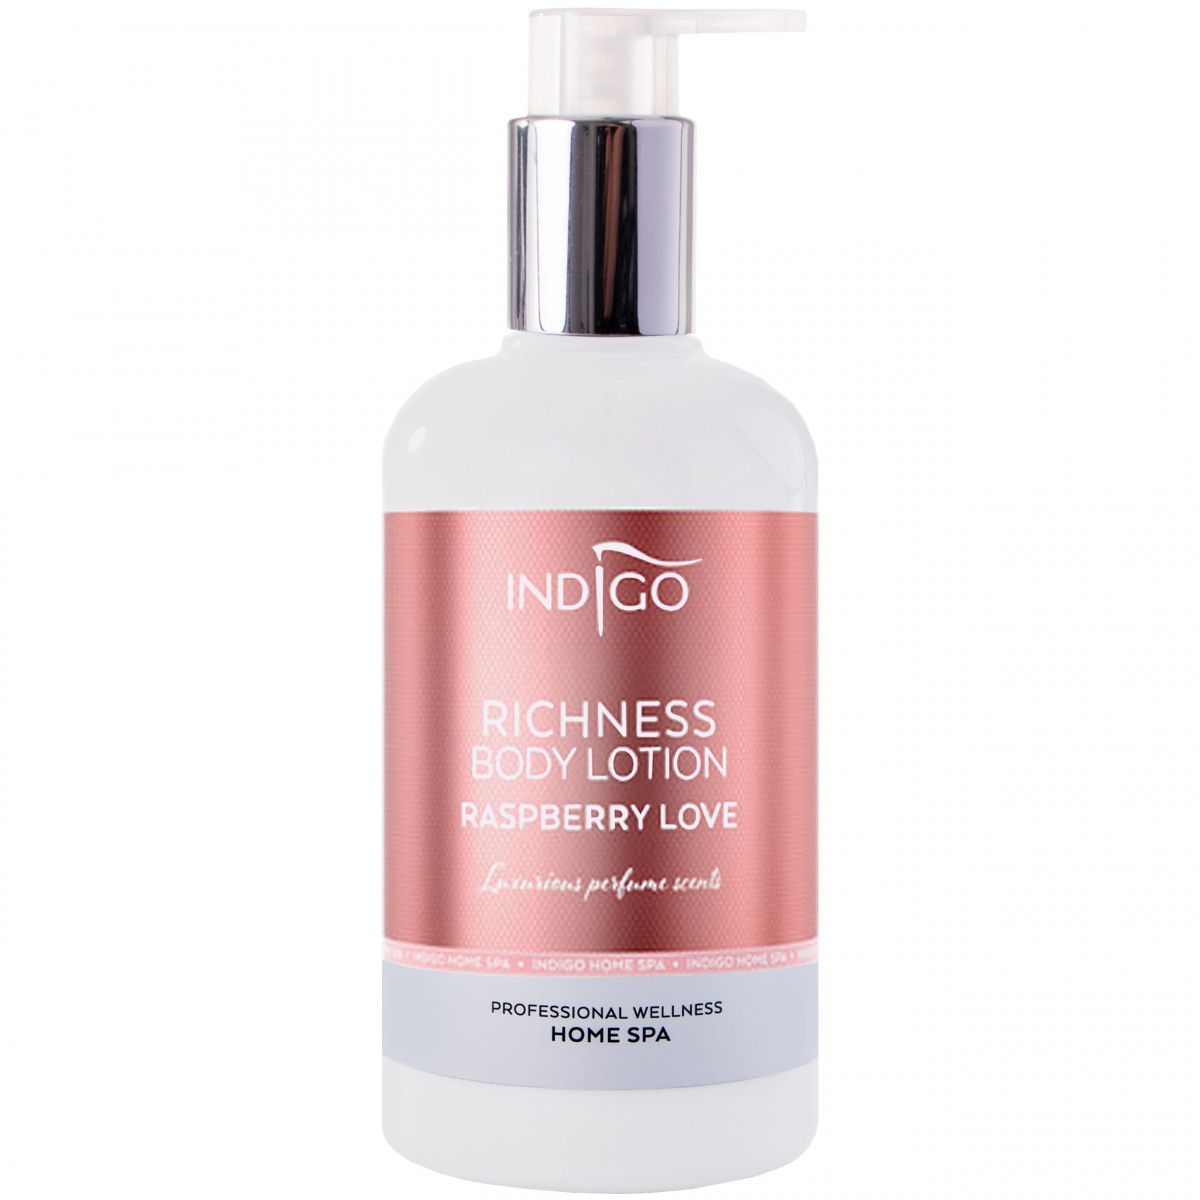 INDIGO
RICHNESS
BODY LOTION
RASPBERRY LOVE
Luxurious perfume scents
INDIGO HOME SPA • INDIGO HOME SPA • INDIGO HOME SPA •
PROFESSIONAL WELLNESS
HOME SPA